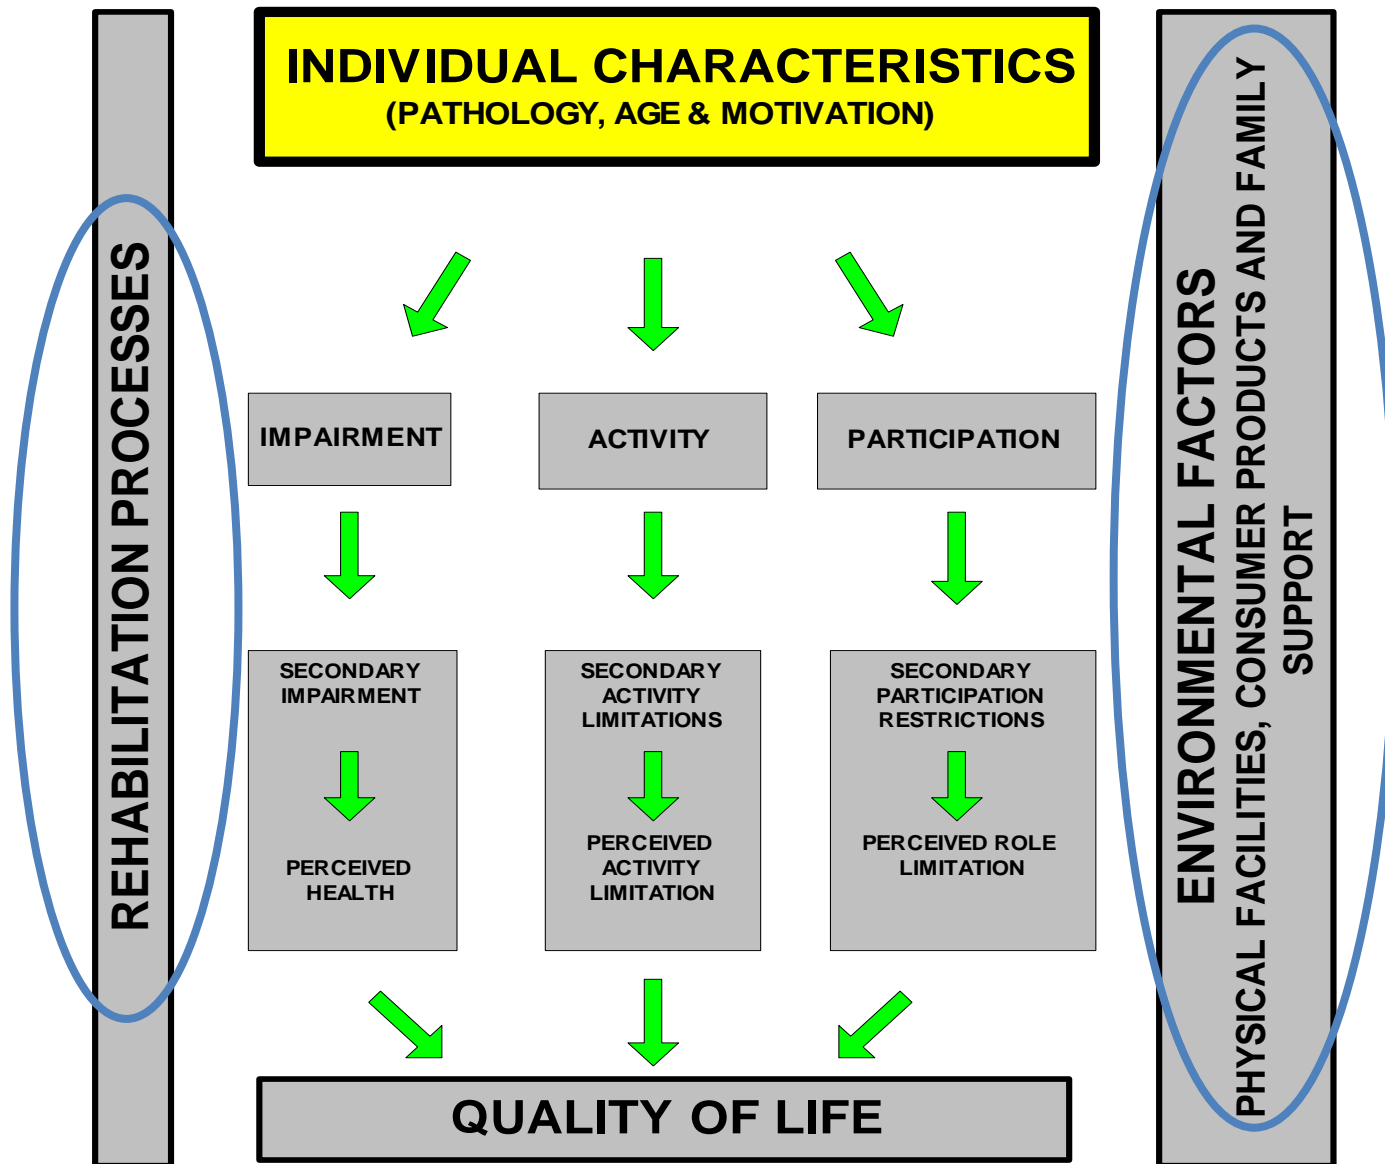 INDIVIDUAL CHARACTERISTICS
(PATHOLOGY, AGE & MOTIVATION)
REHABILITATION PROCESSES
IMPAIRMENT
ACTIVITY
PARTICIPATION
SECONDARY
IMPAIRMENT
PERCEIVED
HEALTH
SECONDARY
ACTIVITY
LIMITATIONS
PERCEIVED
ACTIVITY
LIMITATION
SECONDARY
PARTICIPATION
RESTRICTIONS
PERCEIVED ROLE
LIMITATION
QUALITY OF LIFE
ENVIRONMENTAL FACTORS
PHYSICAL FACILITIES, CONSUMER PRODUCTS AND FAMILY
SUPPORT